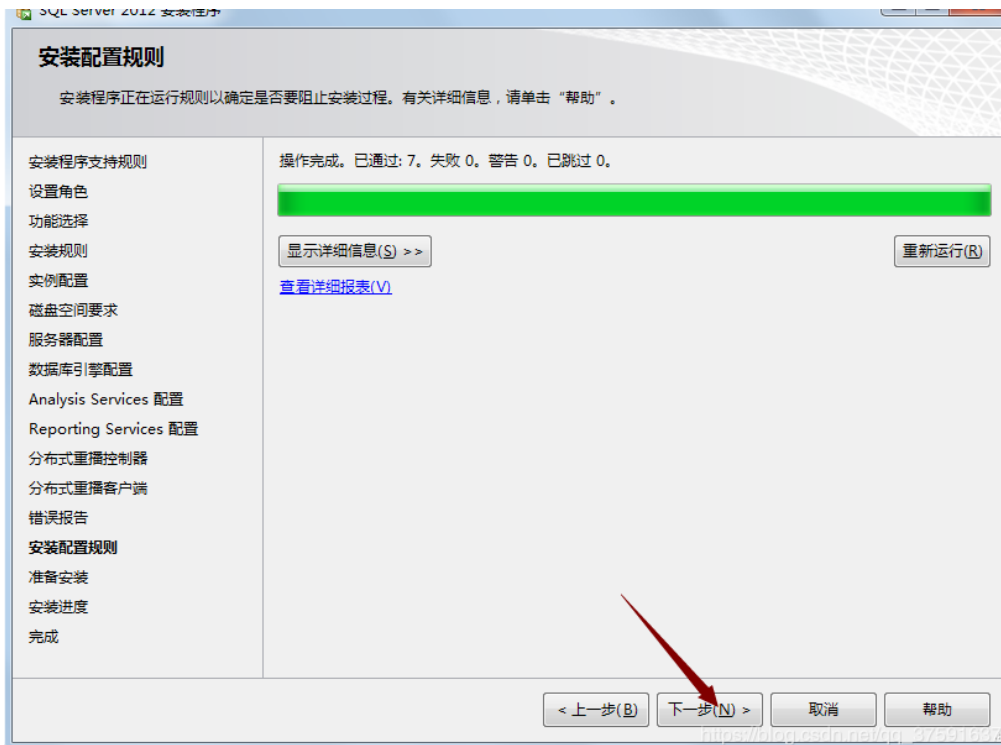 SQL Server 2012 安装程序
安装配置规则
安装程序正在运行规则以确定是否要阻止安装过程。有关详细信息，请单击“帮助”。
安装程序支持规则
设置角色
功能选择
安装规则
实例配置
磁盘空间要求
服务器配置
数据库引擎配置
Analysis Services 配置
Reporting Services 配置
分布式重播控制器
分布式重播客户端
错误报告
安装配置规则
准备安装
安装进度
完成
操作完成。已通过: 7。失败 0。警告 0。已跳过 0。
显示详细信息(S) >>
重新运行(R)
查看详细报表(V)
< 上一步(B)
下一步(N) >
取消
帮助
https://blog.csdn.net/qq_37591637